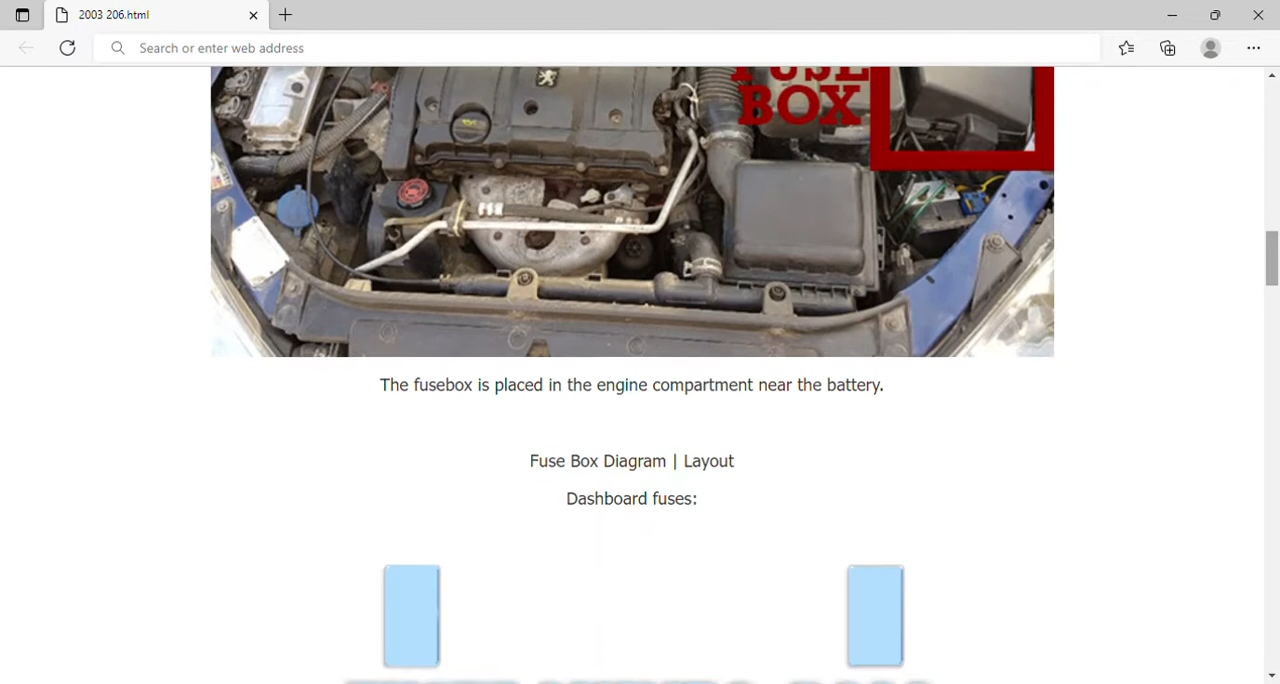 2003 206.html
Search or enter web address
FUSE
BOX
The fusebox is placed in the engine compartment near the battery.
Fuse Box Diagram | Layout
Dashboard fuses: